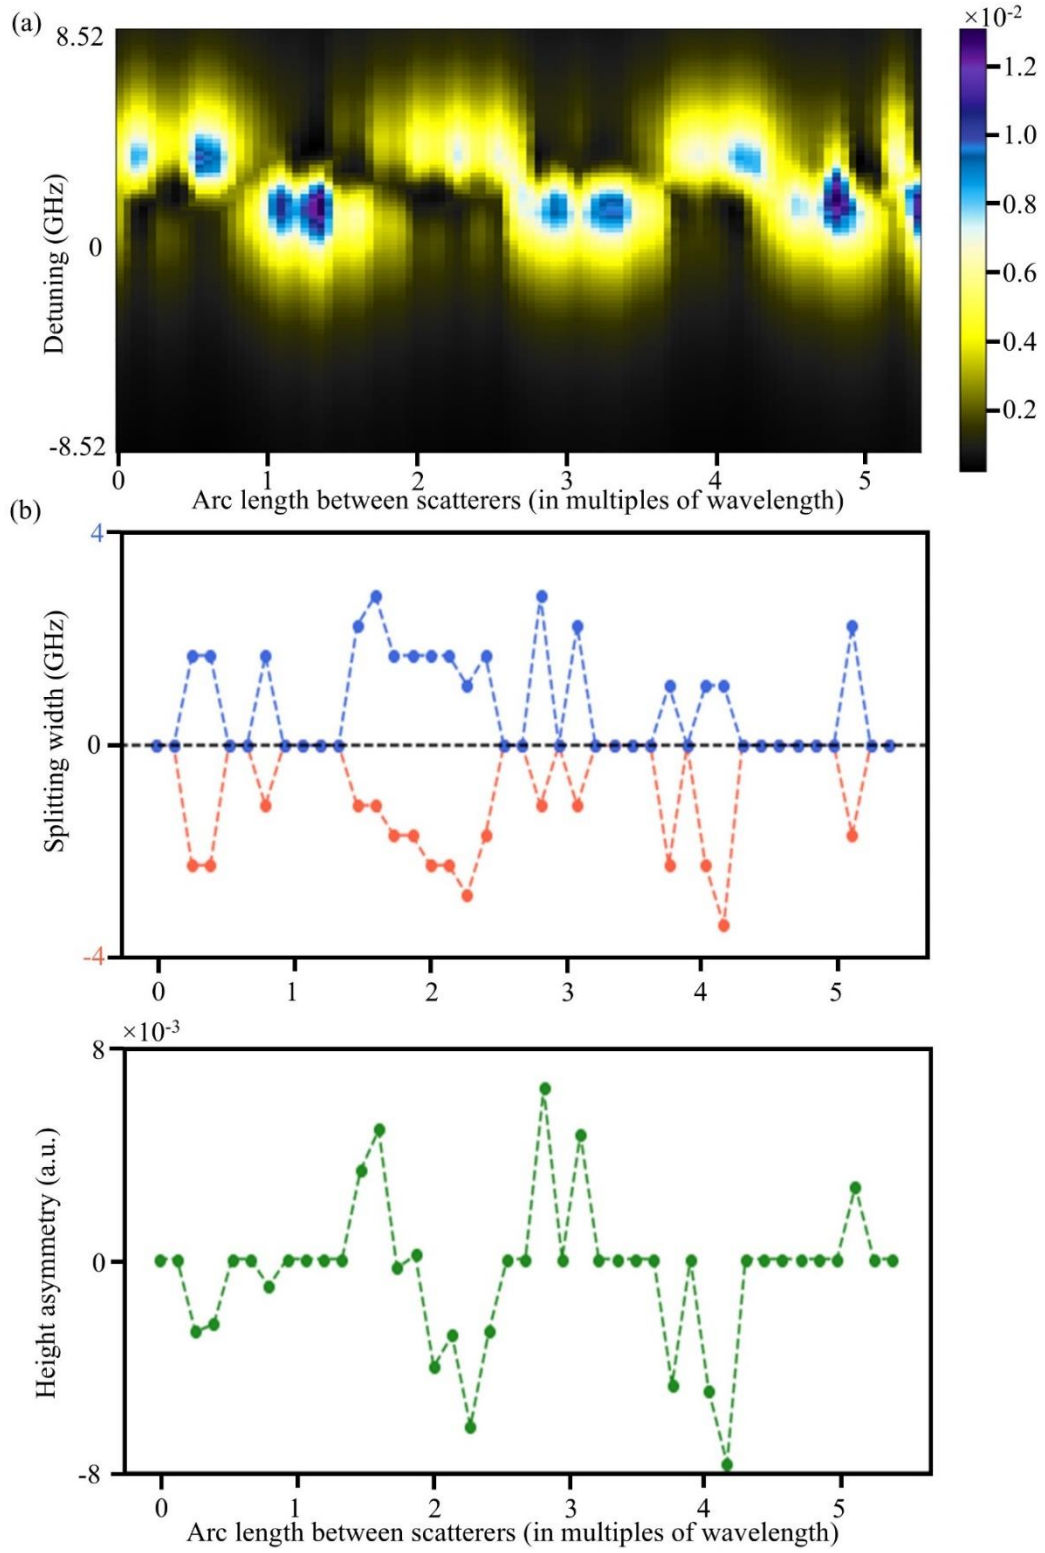 (a)
8.52
0
-8.52
Detuning (GHz)
×10-2
1.2
1.0
0.8
0.6
0.4
0.2
0 1 2 3 4 5
Arc length between scatterers (in multiples of wavelength)
(b)
4
0
-4
Splitting width (GHz)
0 1 2 3 4 5
×10-3
8
0
-8
Height asymmetry (a.u.)
0 1 2 3 4 5
Arc length between scatterers (in multiples of wavelength)